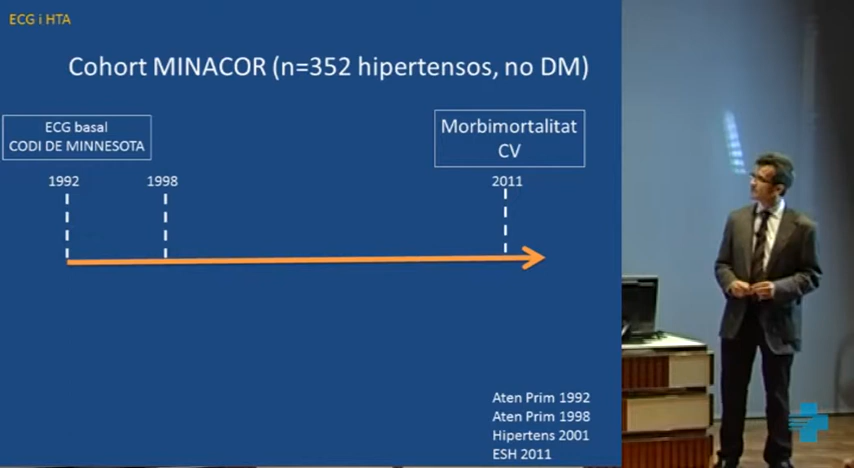 ECG i HTA
Cohort MINACOR (n=352 hipertensos, no DM)
ECG basal
CODI DE MINNESOTA
Morbimortalitat
CV
1992
1998
2011
Aten Prim 1992
Aten Prim 1998
Hipertens 2001
ESH 2011